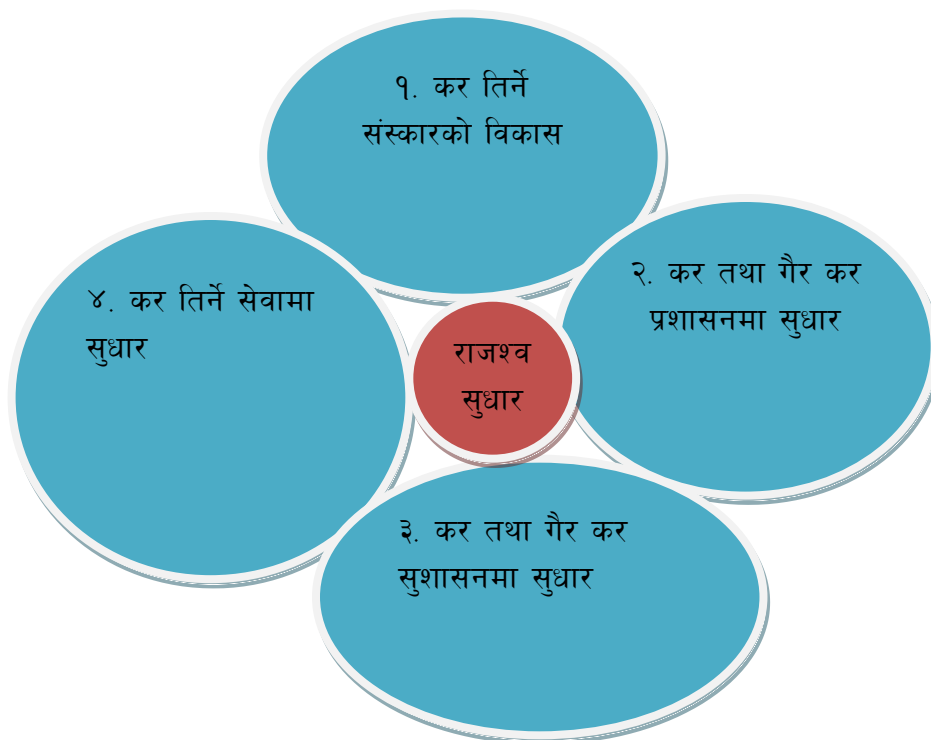 १. कर तिर्ने
संस्कारको विकास
२. कर तथा गैर कर
प्रशासनमा सुधार
४. कर तिर्ने सेवामा
सुधार
राजश्व
सुधार
३. कर तथा गैर कर
सुशासनमा सुधार